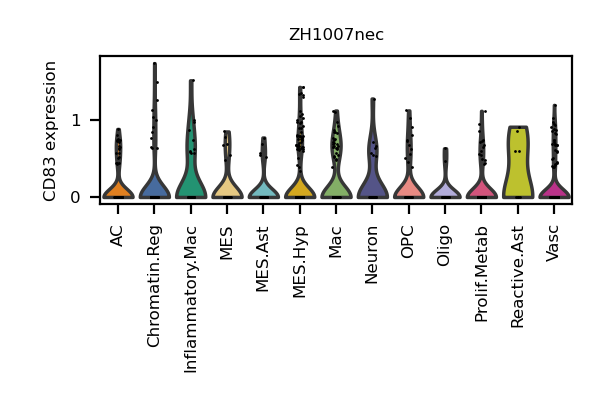 ZH1007nec
CD83 expression
1
0
AC
Chromatin.Reg
Inflammatory.Mac
MES
MES.Ast
MES.Hyp
Mac
Neuron
OPC
Oligo
Prolif.Metab
Reactive.Ast
Vasc